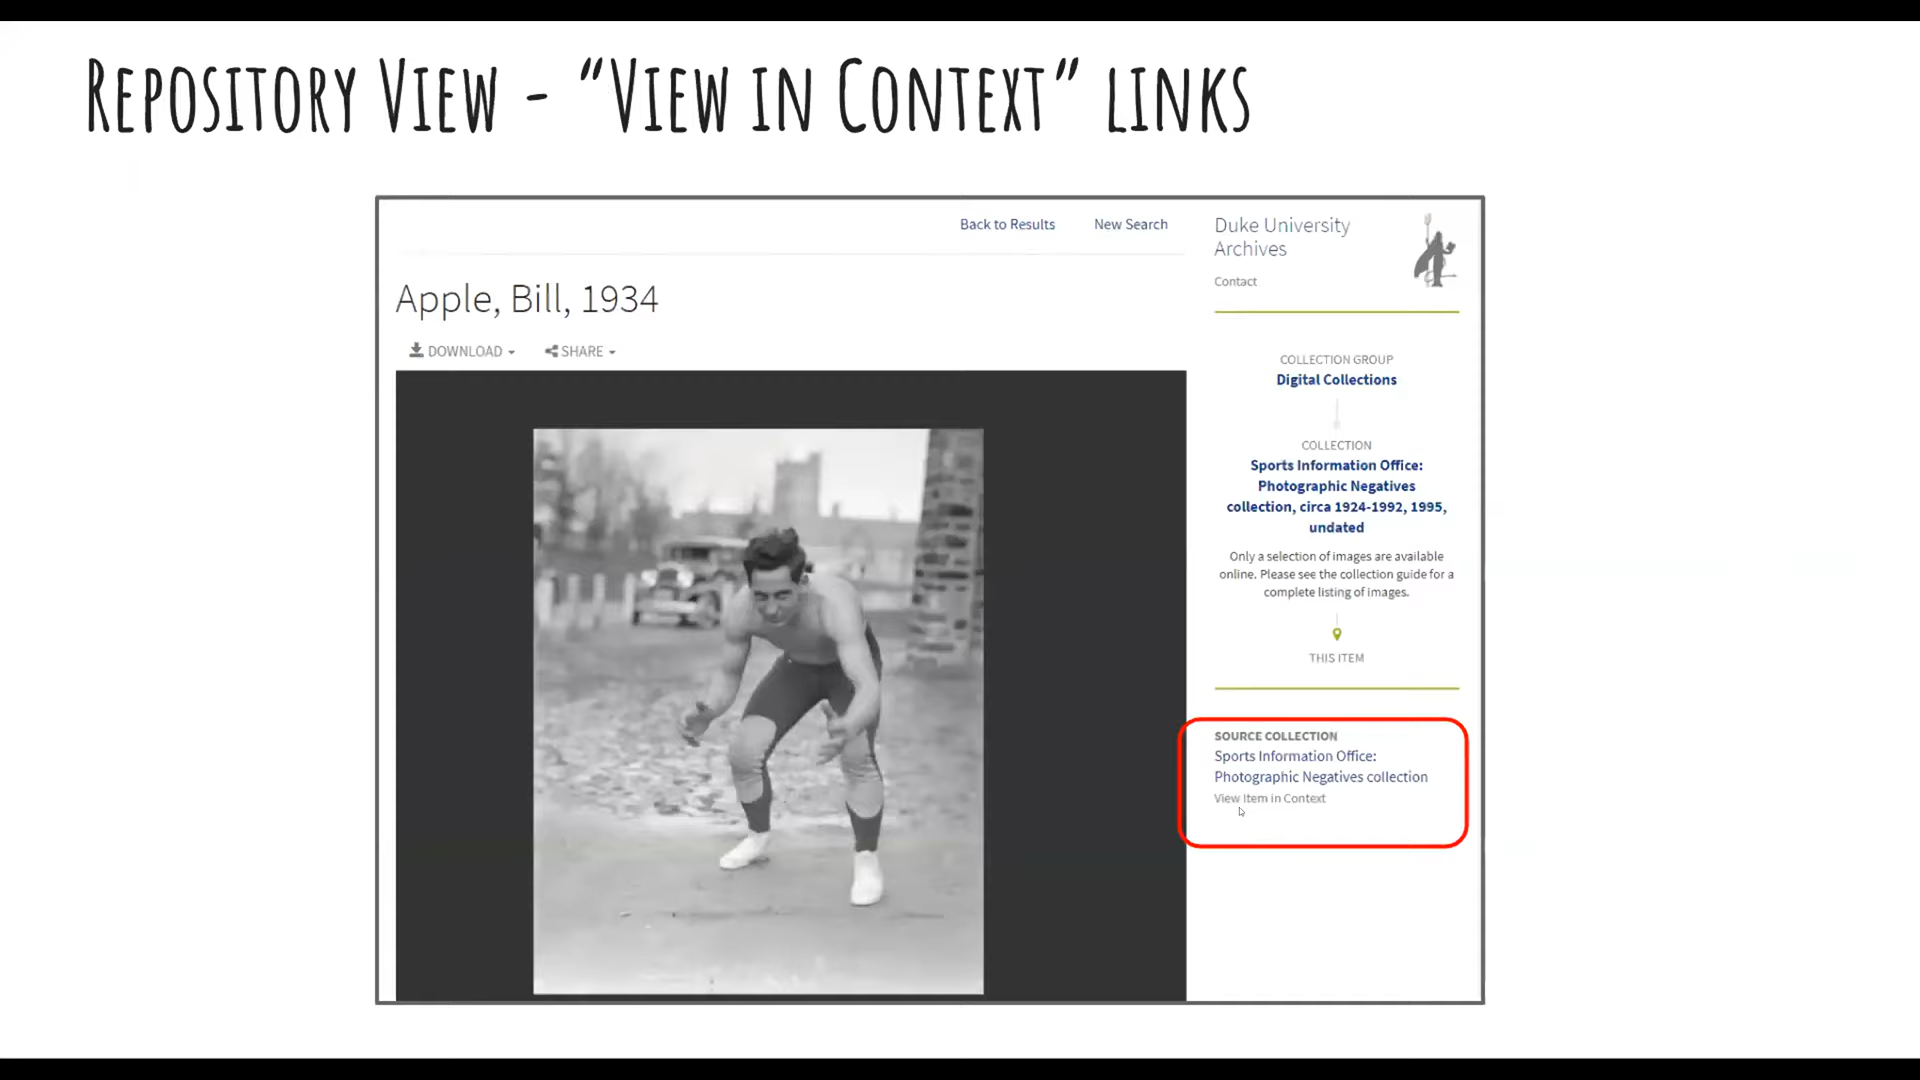 Repository View - “View in Context” links
Back to Results New Search
Duke University
Archives
Contact
Apple, Bill, 1934
DOWNLOAD SHARE
COLLECTION GROUP
Digital Collections
COLLECTION
Sports Information Office:
Photographic Negatives
collection, circa 1924-1992, 1995,
undated
Only a selection of images are available
online. Please see the collection guide for a
complete listing of images.
THIS ITEM
SOURCE COLLECTION
Sports Information Office:
Photographic Negatives collection
View Item in Context